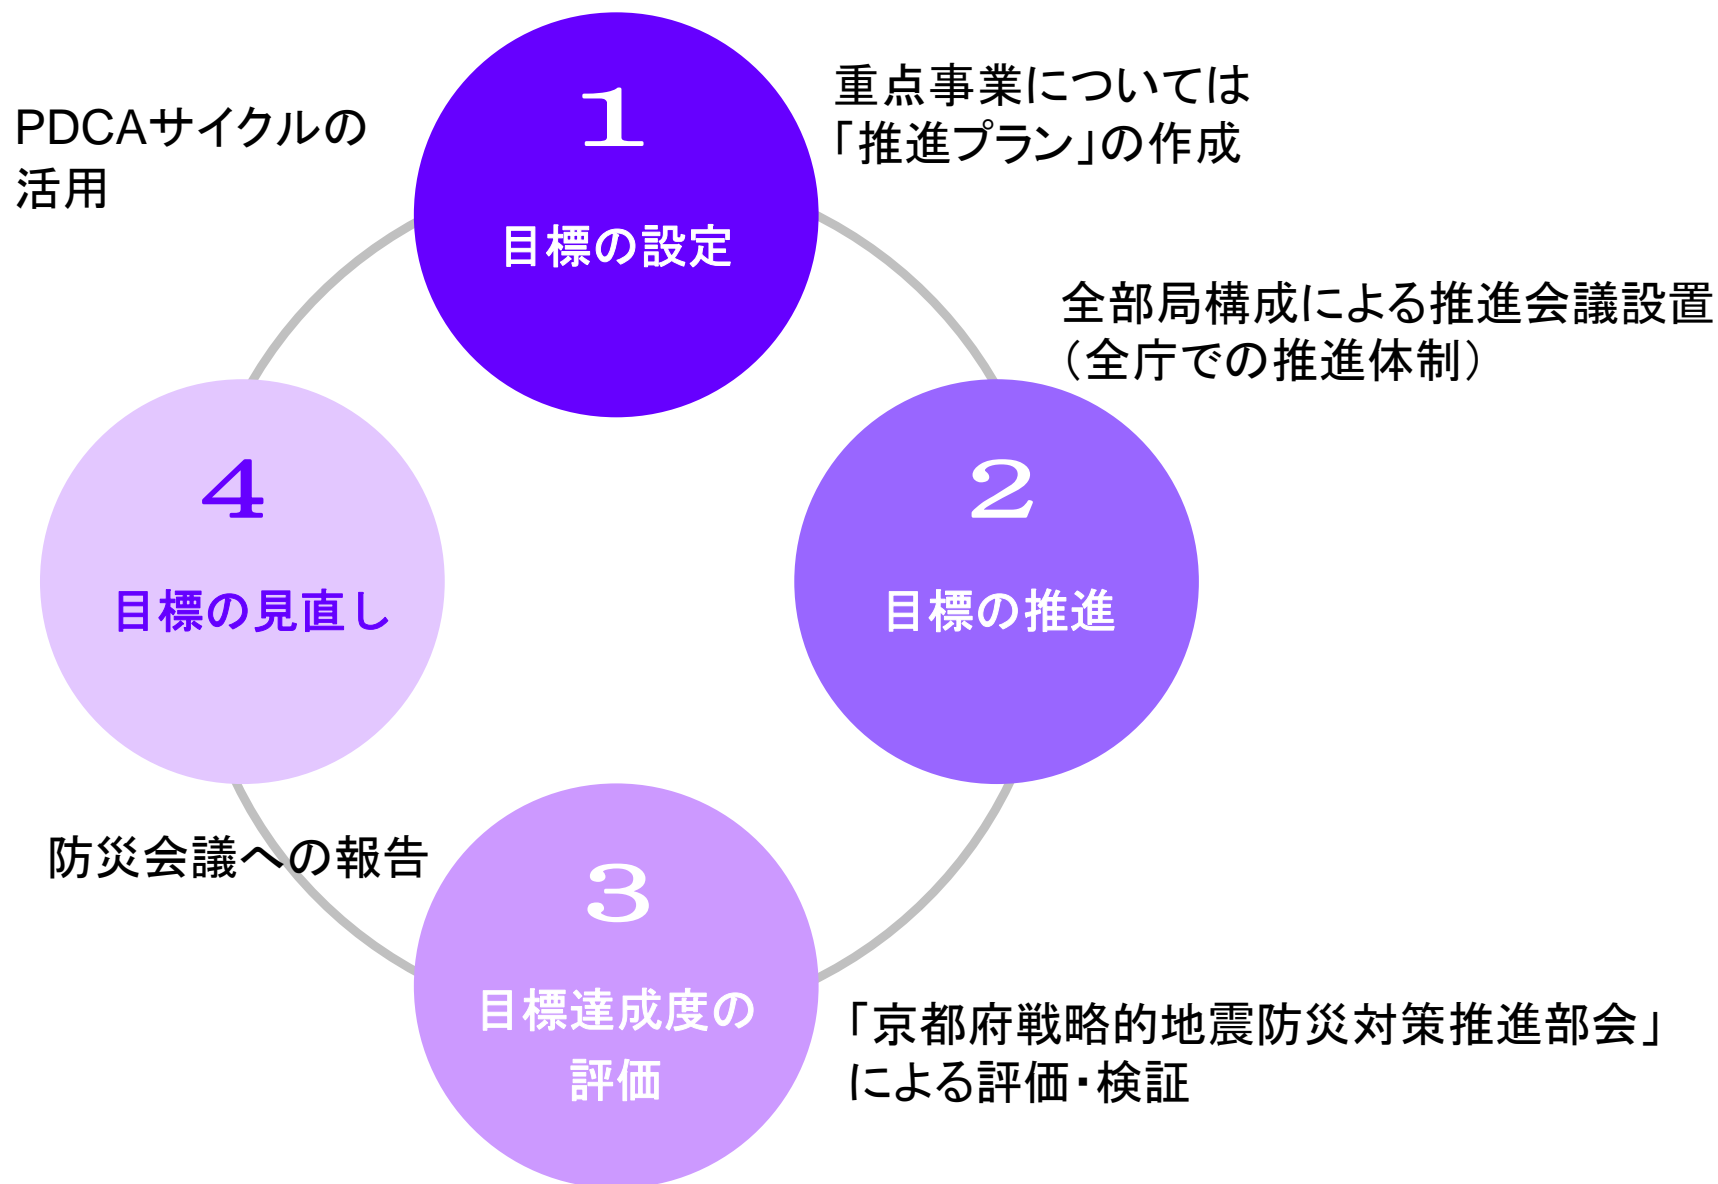 PDCAサイクルの
活用
1
目標の設定
重点事業については
「推進プラン」の作成
全部局構成による推進会議設置
（全庁での推進体制）
2
目標の推進
4
目標の見直し
防災会議への報告
3
目標達成度の
評価
「京都府戦略的地震防災対策推進部会」
による評価・検証